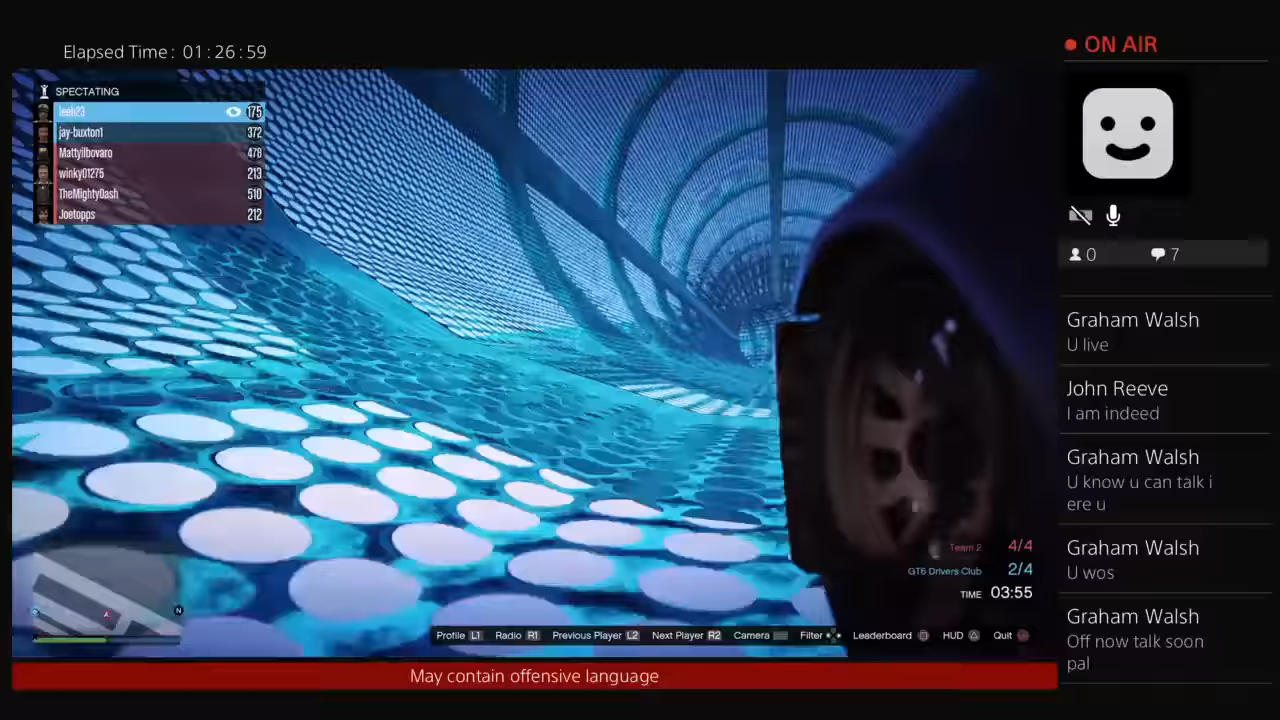 Elapsed Time: 01:26:59
ON AIR
SPECTATING
leeh23 175
jay-buxton1 372
Mattyilbovaro 478
winky01275 213
TheMightyDash 510
Joetopps 212
0 7
Graham Walsh
U live
John Reeve
I am indeed
Graham Walsh
U know u can talk i
ere u
Graham Walsh
U wos
Graham Walsh
Off now talk soon
pal
N
Team 2 4/4
GT6 Drivers Club 2/4
TIME 03:55
Profile L1 Radio R1 Previous Player L2 Next Player R2 Camera Filter Leaderboard HUD Quit
May contain offensive language